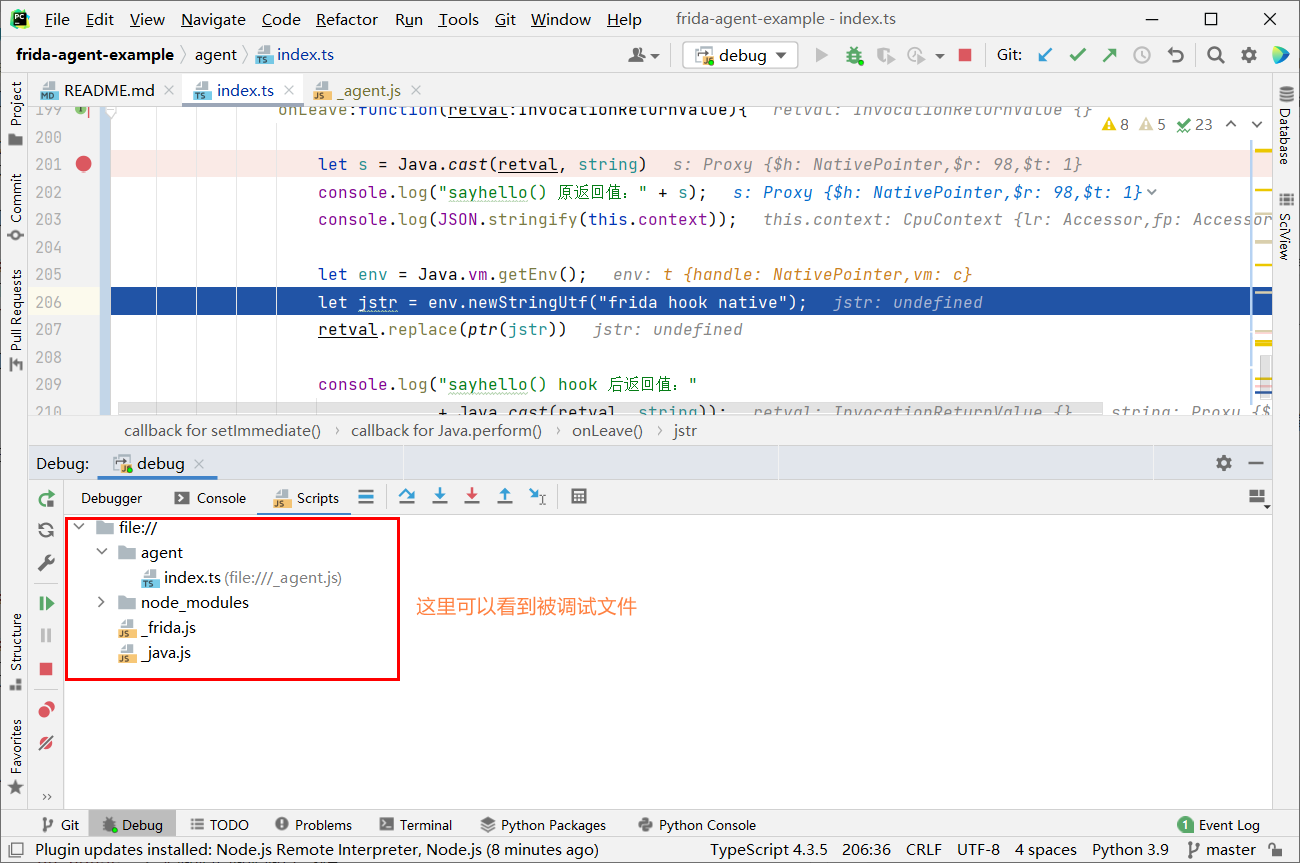 File Edit View Navigate Code Refactor Run Tools Git Window Help frida-agent-example - index.ts
frida-agent-example agent index.ts debug Git:
README.md index.ts _agent.js
199 onLeave:function(retval:InvocationReturnValue){ retval: InvocationReturnValue {}
8 5 23
200
201 let s = Java.cast(retval, string) s: Proxy {$h: NativePointer,$r: 98,$t: 1}
202 console.log("sayhello() 原返回值：" + s); s: Proxy {$h: NativePointer,$r: 98,$t: 1}
203 console.log(JSON.stringify(this.context)); this.context: CpuContext {lr: Accessor,fp: Accessor
204
205 let env = Java.vm.getEnv(); env: t {handle: NativePointer,vm: c}
206 let jstr = env.newStringUtf("frida hook native"); jstr: undefined
207 retval.replace(ptr(jstr)) jstr: undefined
208
209 console.log("sayhello() hook 后返回值："
210 + Java.cast(retval, string)); retval: InvocationReturnValue {} string: Proxy {$
callback for setImmediate() callback for Java.perform() onLeave() jstr
Debug: debug
Debugger Console Scripts
file://
agent
index.ts (file:///_agent.js)
node_modules
_frida.js
_java.js
这里可以看到被调试文件
Project
Commit
Pull Requests
Structure
Favorites
Database
SciView
Git Debug TODO Problems Terminal Python Packages Python Console 1 Event Log
Plugin updates installed: Node.js Remote Interpreter, Node.js (8 minutes ago) TypeScript 4.3.5 206:36 CRLF UTF-8 4 spaces Python 3.9 master